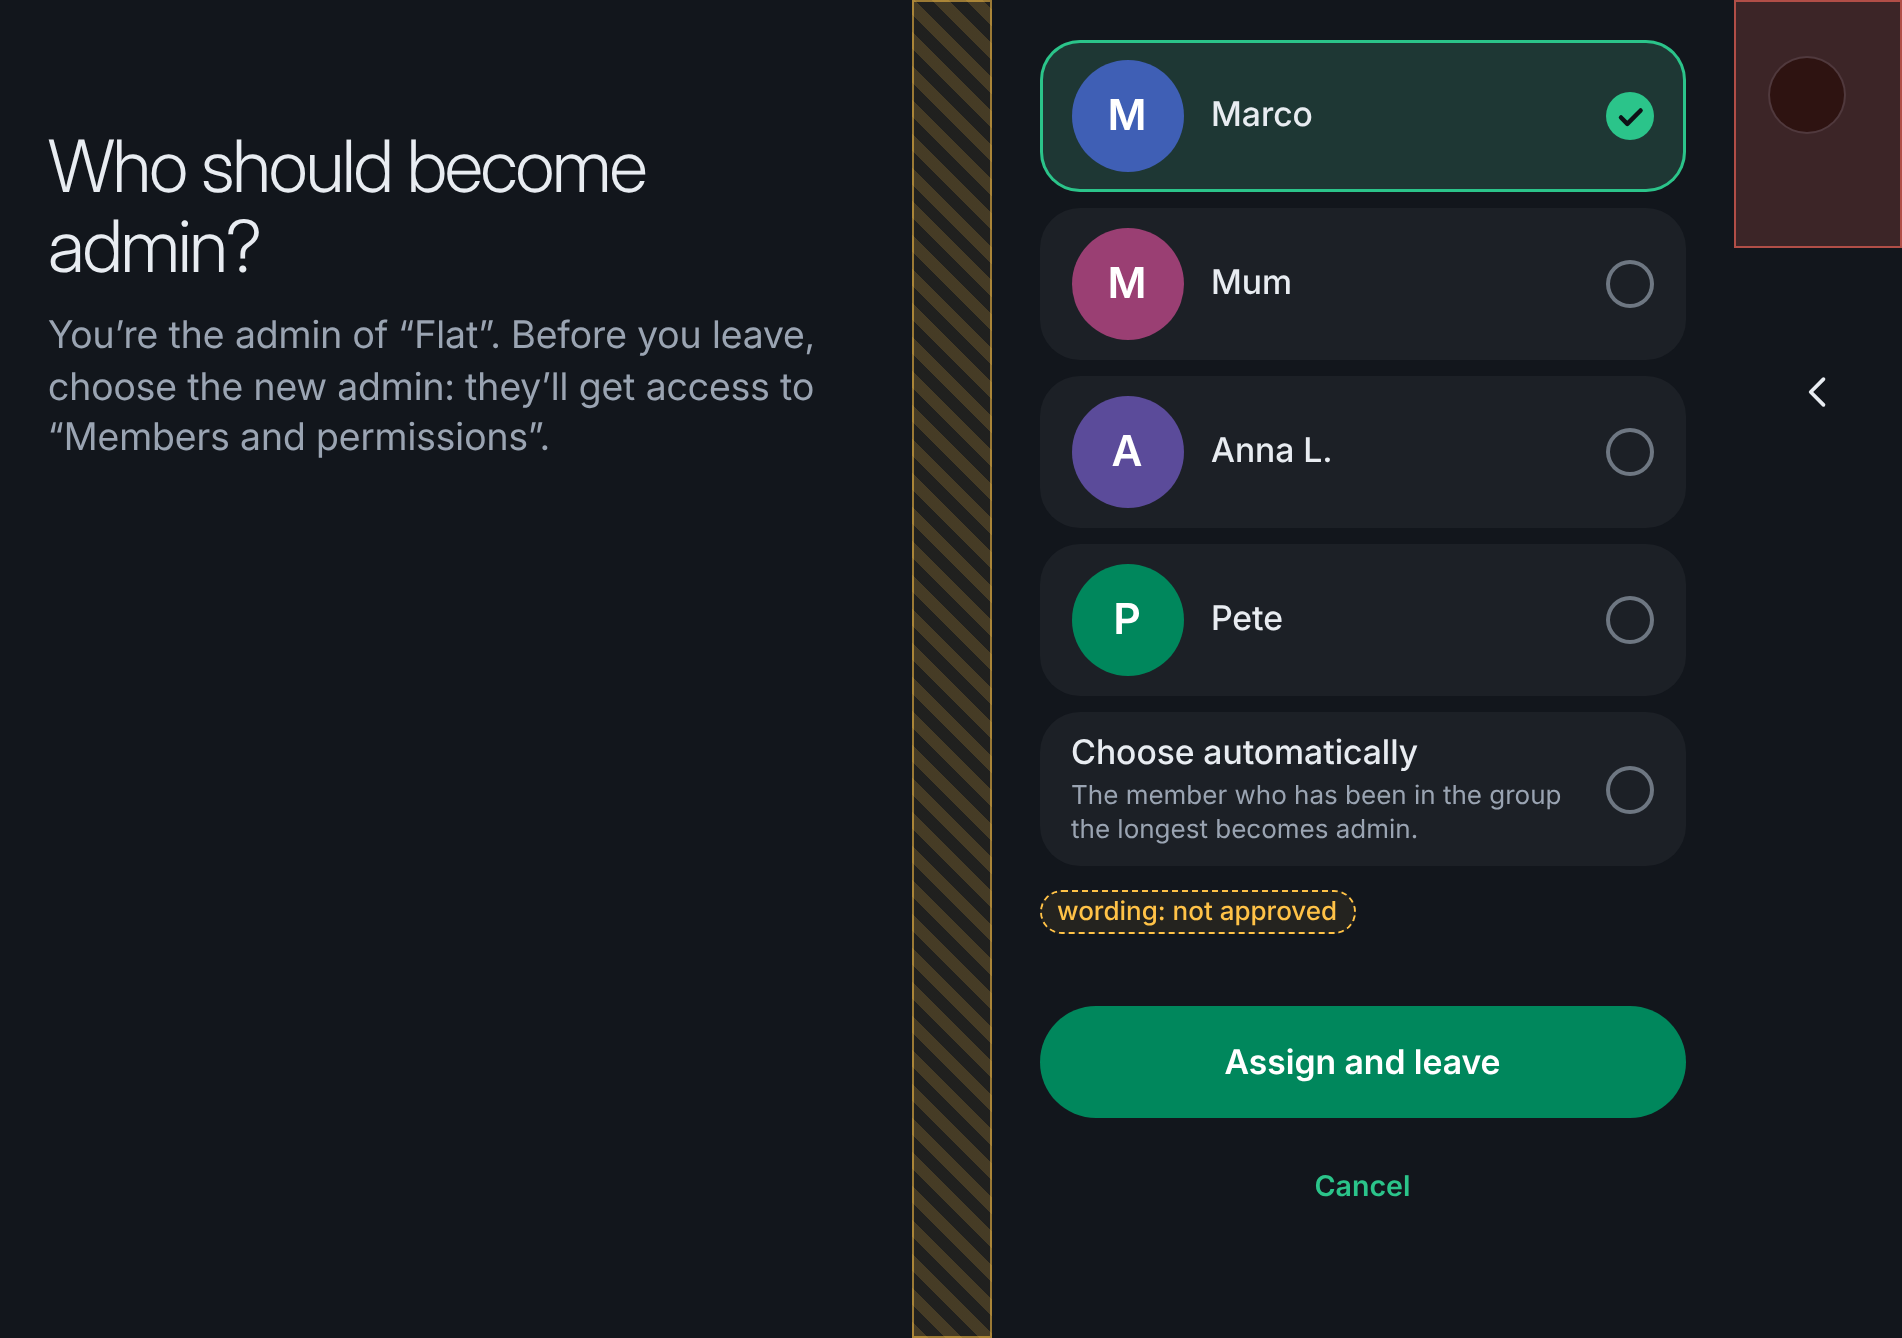 Who should become
admin?
You’re the admin of “Flat”. Before you leave,
choose the new admin: they’ll get access to
“Members and permissions”.
M
Marco
M
Mum
A
Anna L.
P
Pete
Choose automatically
The member who has been in the group
the longest becomes admin.
wording: not approved
Assign and leave
Cancel